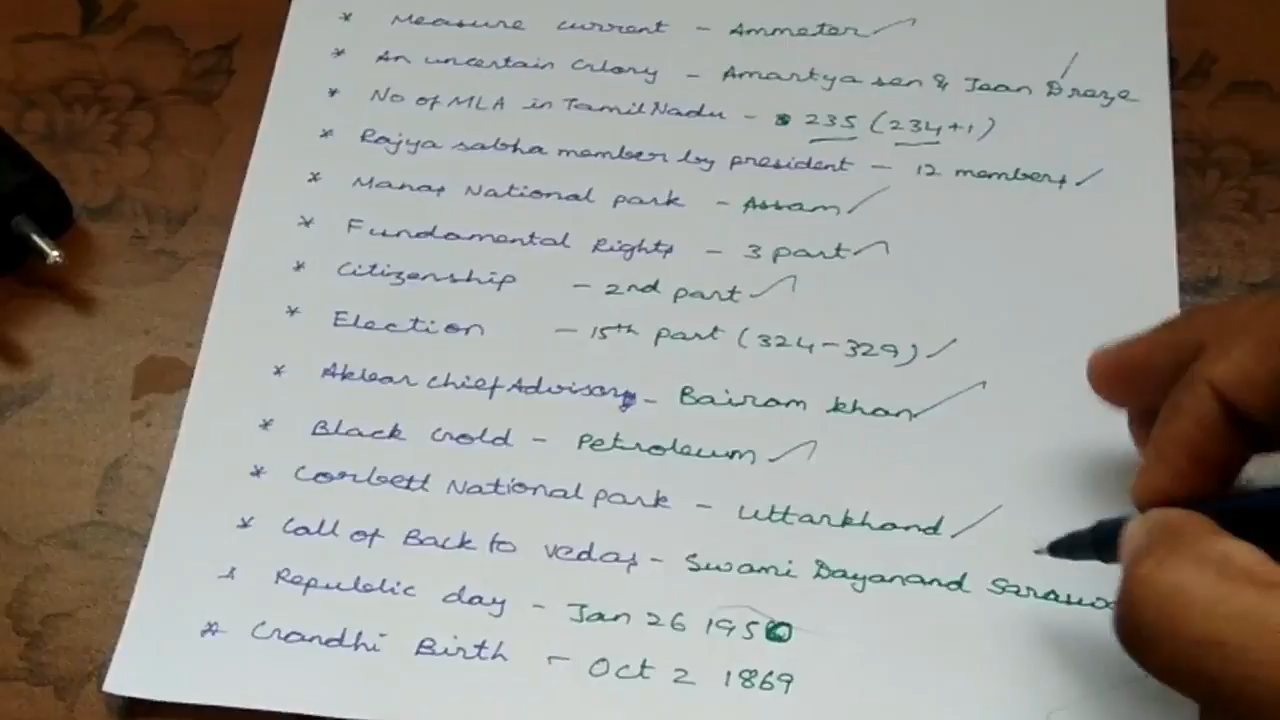 * Measure current - Ammeter
* An uncertain Glory - Amartya sen & Jean Dreze
* No of MLA in Tamil Nadu - 235 (234+1)
* Rajya sabha member by president - 12 members
* Manas National park - Assam
* Fundamental Rights - 3 part
* Citizenship - 2nd part
* Election - 15th part (324-329)
* Akbar chief Advisory - Bairam khan
* Black Gold - Petroleum
* Corbett National park - Uttarkhand
* Call of Back to vedas - Swami Dayanand
* Republic day - Jan 26 1950
* Gandhi Birth - Oct 2 1869